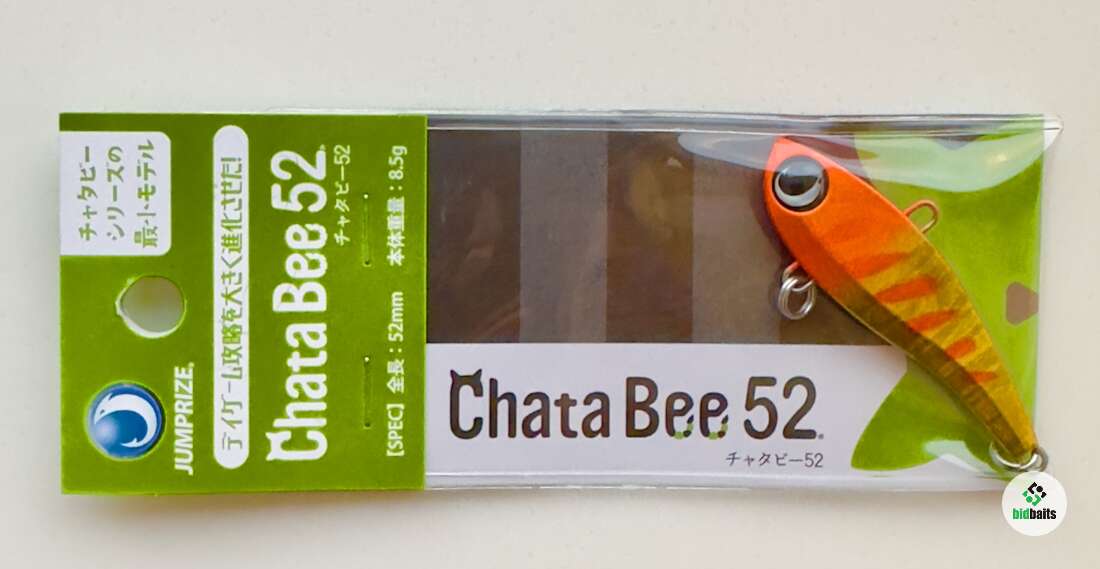 チャタビー
シリーズの
最小モデル
JUMPRIZE®
デイゲーム攻略を大きく進化させた!
Chata Bee 52®
チャタビー52
[SPEC] 全長：52mm 本体重量：8.5g
Chata Bee 52®
チャタビー52
bidbaits